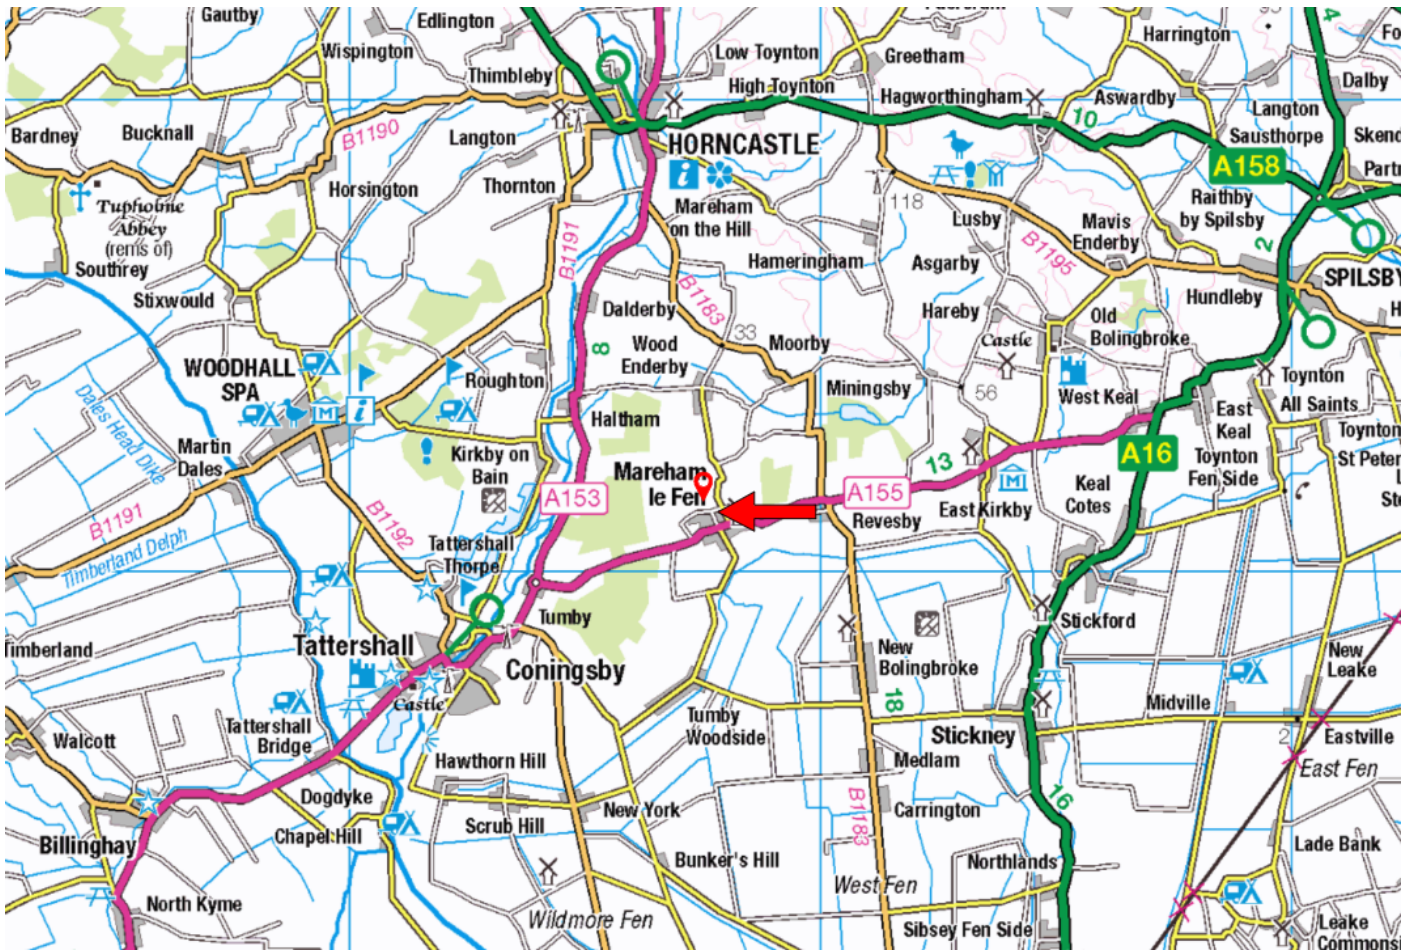 Gautby
Edlington
Wispington
Low Toynton
Greetham
Harrington
Thimbleby
High Toynton
Dalby
Hagworthingham
Aswardby
Langton
Bardney
Bucknall
B1190
Langton
HORNCASTLE
10
Sausthorpe
A158
Horsington
Thornton
Mareham
on the Hill
118
Lusby
Mavis
Enderby
Raithby
by Spilsby
Tupholme
Abbey
(rems of)
Southrey
B1191
Hameringham
Asgarby
B1195
2
SPILSBY
Stixwould
Dalderby
B1183
Hareby
Hundleby
33
Old
Bolingbroke
Castle
8
Wood
Enderby
Moorby
WOODHALL
SPA
Roughton
Miningsby
56
West Keal
Toynton
All Saints
Dales Head Dike
Haltham
East
Keal
Martin
Dales
Kirkby on
Bain
Mareham
le Fen
13
A16
Toynton
Fen Side
Toynton
St Peter
A153
A155
Keal
Cotes
B1191
B1192
Revesby
East Kirkby
Timberland Delph
Tattershall
Thorpe
Tumby
Stickford
Tattershall
Coningsby
New
Bolingbroke
New
Leake
Castle
18
Midville
Walcott
Tattershall
Bridge
Tumby
Woodside
Stickney
2
Eastville
Hawthorn Hill
Medlam
East Fen
Dogdyke
New York
B1183
Carrington
16
Chapel Hill
Scrub Hill
Billinghay
Bunker's Hill
Northlands
Lade Bank
West Fen
North Kyme
Wildmore Fen
Sibsey Fen Side
Leake